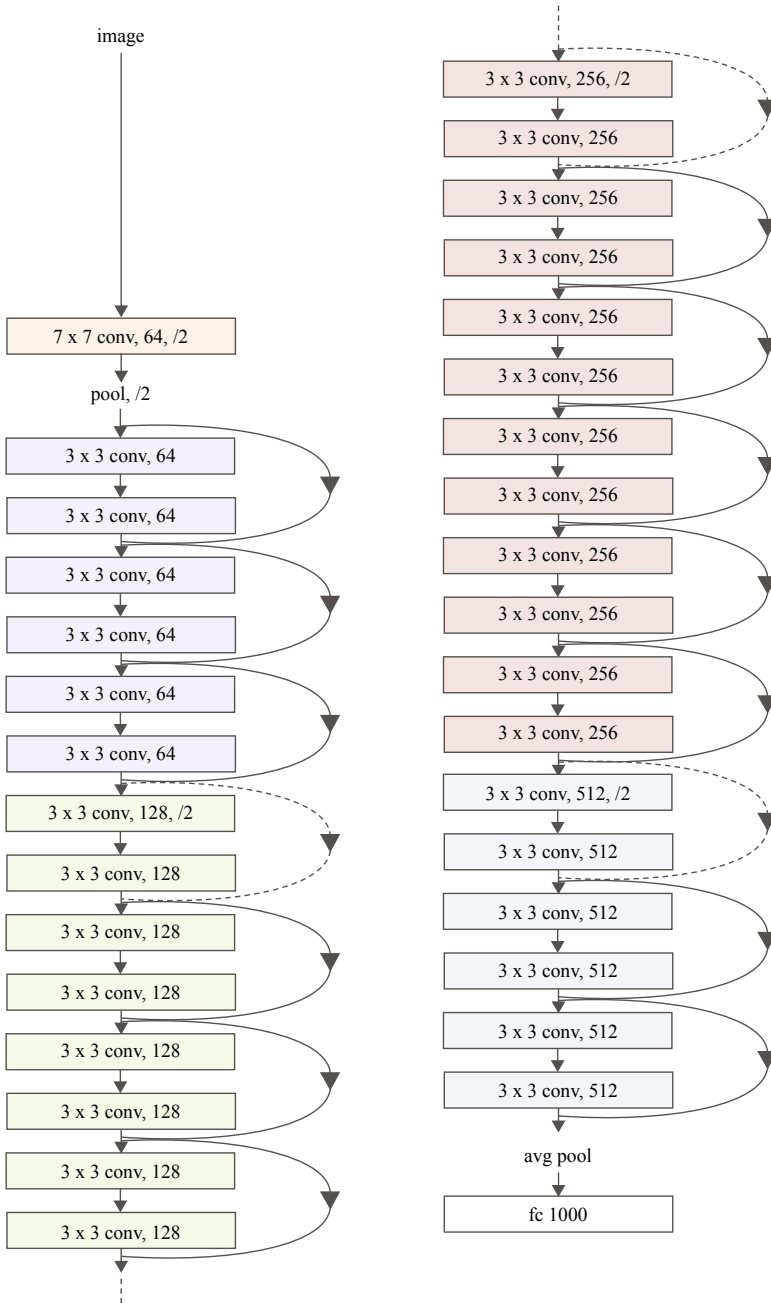 image
7 x 7 conv, 64, /2
pool, /2
3 x 3 conv, 64
3 x 3 conv, 64
3 x 3 conv, 64
3 x 3 conv, 64
3 x 3 conv, 64
3 x 3 conv, 64
3 x 3 conv, 128, /2
3 x 3 conv, 128
3 x 3 conv, 128
3 x 3 conv, 128
3 x 3 conv, 128
3 x 3 conv, 128
3 x 3 conv, 128
3 x 3 conv, 128
3 x 3 conv, 256, /2
3 x 3 conv, 256
3 x 3 conv, 256
3 x 3 conv, 256
3 x 3 conv, 256
3 x 3 conv, 256
3 x 3 conv, 256
3 x 3 conv, 256
3 x 3 conv, 256
3 x 3 conv, 256
3 x 3 conv, 256
3 x 3 conv, 256
3 x 3 conv, 512, /2
3 x 3 conv, 512
3 x 3 conv, 512
3 x 3 conv, 512
3 x 3 conv, 512
3 x 3 conv, 512
avg pool
fc 1000